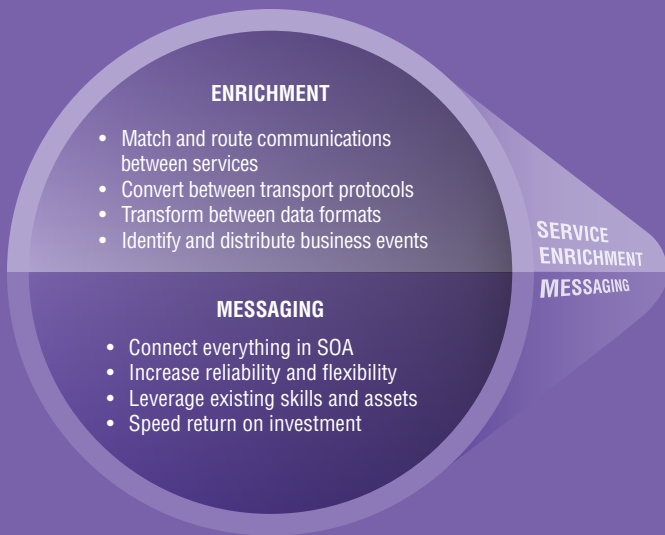 ENRICHMENT
• Match and route communications
between services
• Convert between transport protocols
• Transform between data formats
• Identify and distribute business events
SERVICE
ENRICHMENT
MESSAGING
MESSAGING
• Connect everything in SOA
• Increase reliability and flexibility
• Leverage existing skills and assets
• Speed return on investment